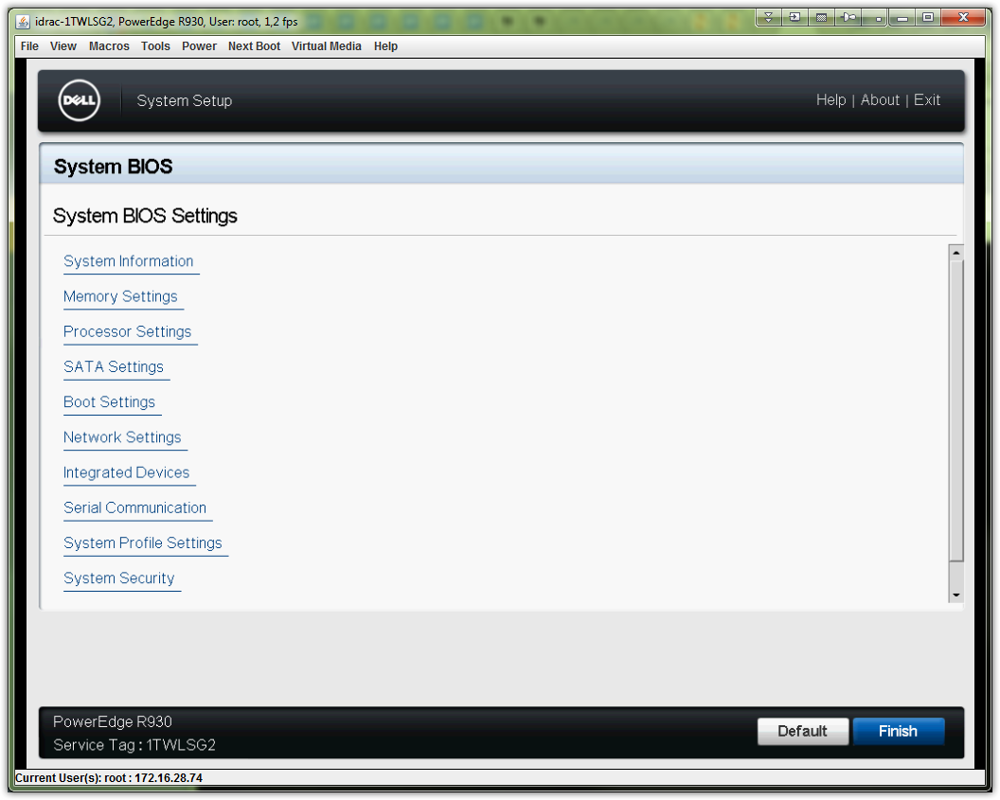 idrac-1TWLSG2, PowerEdge R930, User: root, 1,2 fps
File View Macros Tools Power Next Boot Virtual Media Help
DELL System Setup Help | About | Exit
System BIOS
System BIOS Settings
System Information
Memory Settings
Processor Settings
SATA Settings
Boot Settings
Network Settings
Integrated Devices
Serial Communication
System Profile Settings
System Security
PowerEdge R930
Service Tag : 1TWLSG2
Default Finish
Current User(s): root : 172.16.28.74